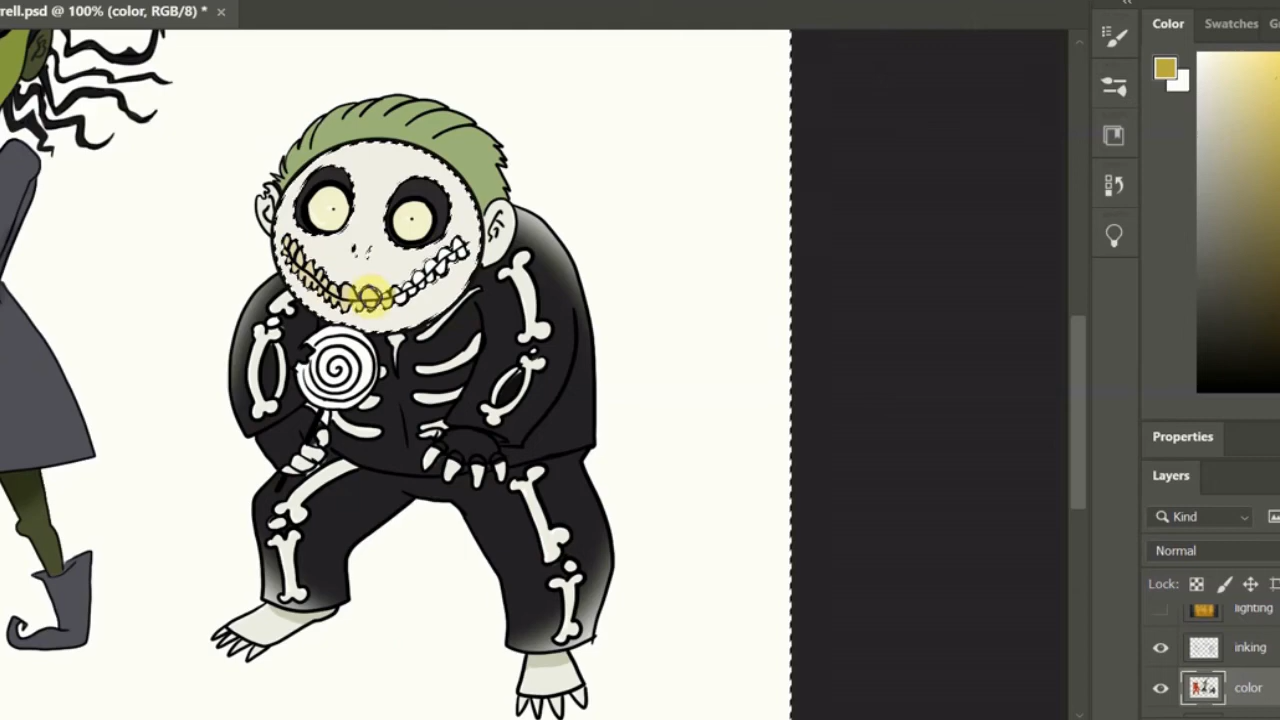 rell.psd @ 100% (color, RGB/8) *
Color
Swatches
Properties
Layers
Kind
Normal
Lock:
lighting
inking
color